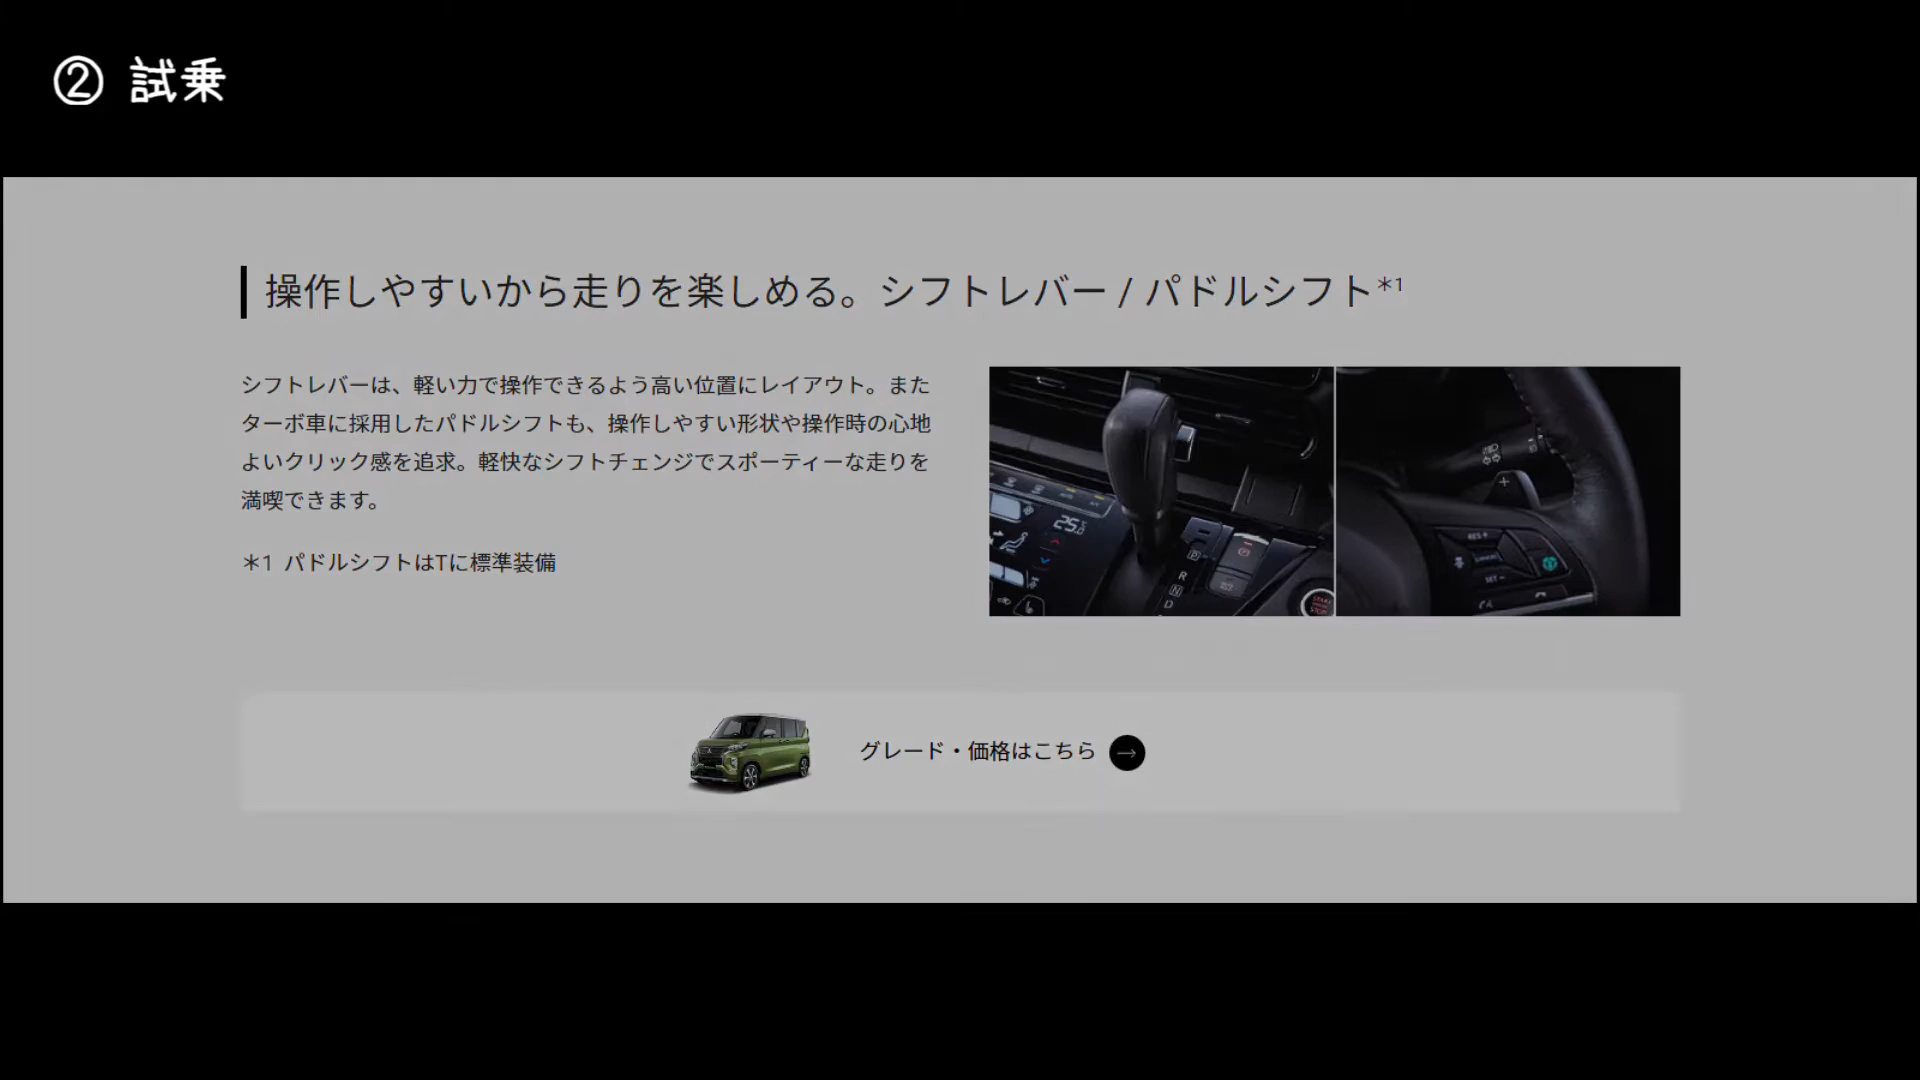 ② 試乗
操作しやすいから走りを楽しめる。シフトレバー / パドルシフト＊1
シフトレバーは、軽い力で操作できるよう高い位置にレイアウト。また
ターボ車に採用したパドルシフトも、操作しやすい形状や操作時の心地
よいクリック感を追求。軽快なシフトチェンジでスポーティーな走りを
満喫できます。
＊1 パドルシフトはTに標準装備
25.0
P
R
N
D
START
STOP
+
RES +
CANCEL
SET -
グレード・価格はこちら